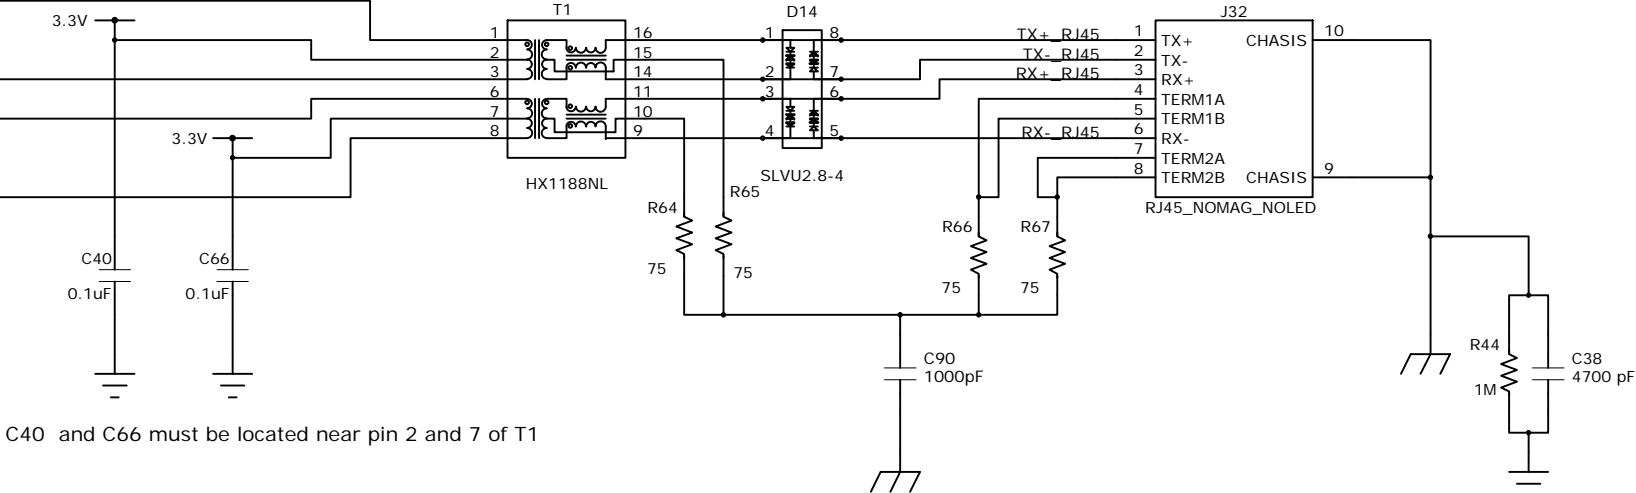 3.3V
T1
D14
J32
1
2
3
6
7
8
16
15
14
11
10
9
1
2
3
4
8
7
6
5
TX+_RJ45
TX-_RJ45
RX+_RJ45
RX-_RJ45
1
2
3
4
5
6
7
8
TX+
TX-
RX+
TERM1A
TERM1B
RX-
TERM2A
TERM2B
CHASIS
CHASIS
10
9
3.3V
HX1188NL
SLVU2.8-4
RJ45_NOMAG_NOLED
R64
75
R65
75
R66
75
R67
75
C40
0.1uF
C66
0.1uF
C90
1000pF
R44
1M
C38
4700 pF
C40 and C66 must be located near pin 2 and 7 of T1